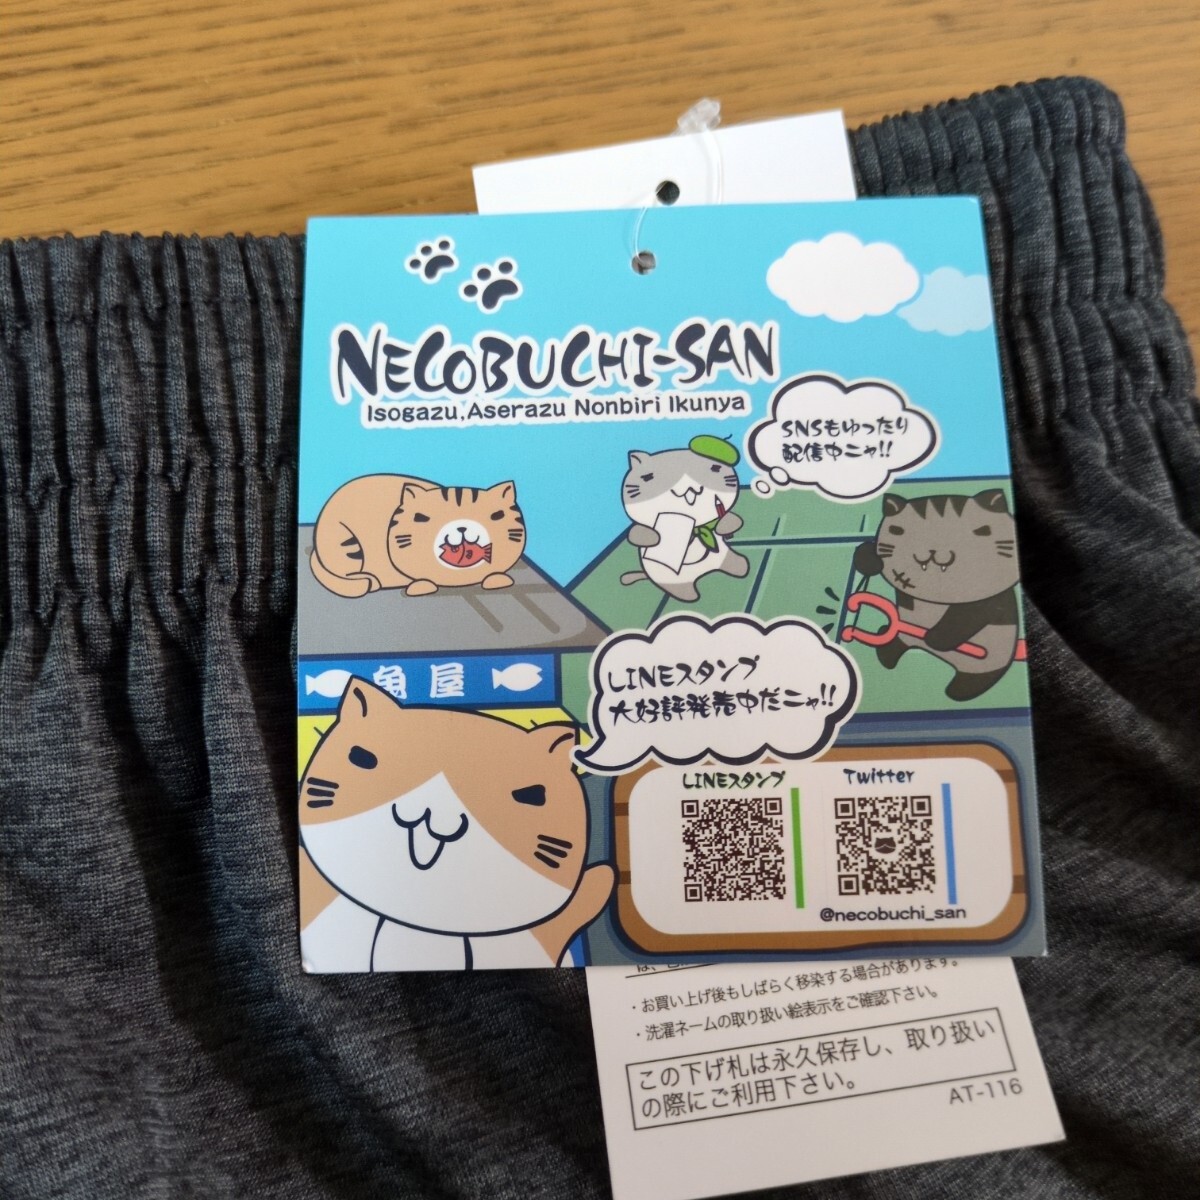 NECOBUCHI-SAN
Isogazu,Aserazu Nonbiri Ikunya
SNSもゆったり
配信中ニャ!!
魚屋
LINEスタンプ
大好評発売中だニャ!!
LINEスタンプ
Twitter
@necobuchi_san
・お買い上げ後もしばらく移染する場合があります。
・洗濯ネームの取り扱い絵表示をご確認下さい。
この下げ札は永久保存し、取り扱い
の際にご利用下さい。
AT-116